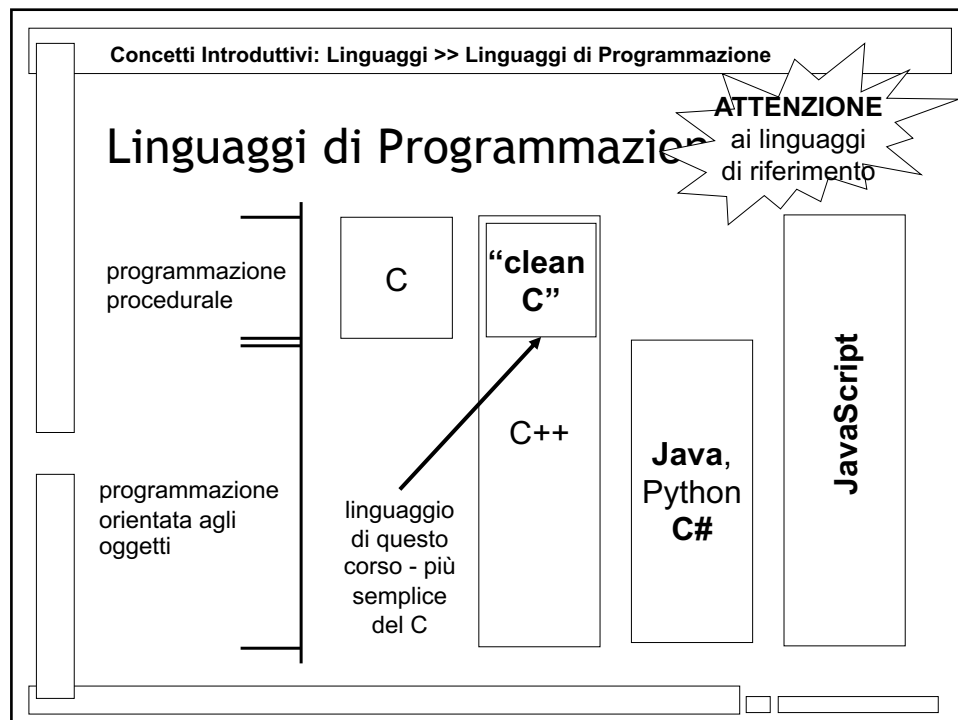 Concetti Introduttivi: Linguaggi >> Linguaggi di Programmazione
ATTENZIONE
ai linguaggi
di riferimento
Linguaggi di Programmazion
programmazione
procedurale
C
“clean
C”
C++
programmazione
orientata agli
oggetti
linguaggio
di questo
corso - più
semplice
del C
Java,
Python
C#
JavaScript